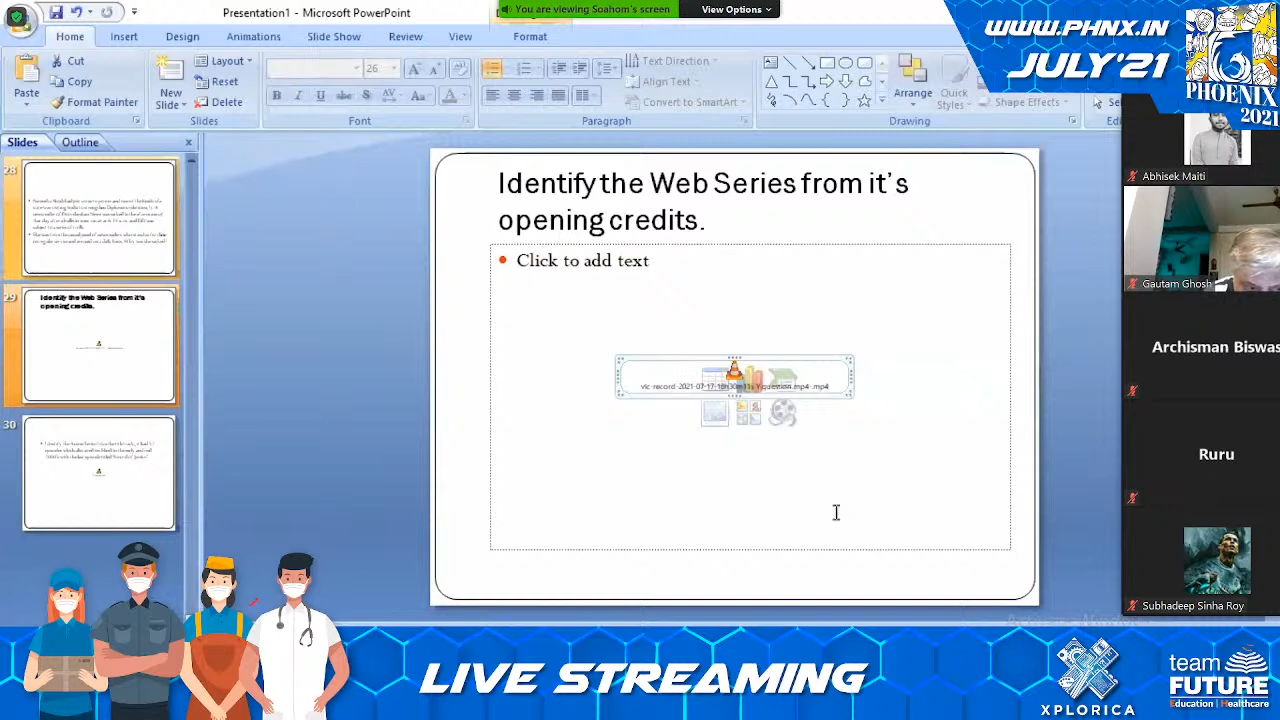 Presentation1 - Microsoft PowerPoint
You are viewing Soahom's screen
View Options
WWW.PHNX.IN
JULY'21
PHOENIX
2021
Home
Insert
Design
Animations
Slide Show
Review
View
Format
Paste
Cut
Copy
Format Painter
Clipboard
New
Slide
Layout
Reset
Delete
Slides
26
B I U abe S AV Aa A
Font
Text Direction
Align Text
Convert to SmartArt
Paragraph
Arrange
Quick
Styles
Shape Effects
Drawing
Slides
Outline
28
29
Identify the Web Series from it's
opening credits.
30
Identify the Web Series from it's
opening credits.
Click to add text
Abhisek Maiti
Gautam Ghosh
Archisman Biswas
Ruru
Subhadeep Sinha Roy
LIVE STREAMING
XPLORICA
team
FUTURE
Education | Healthcare